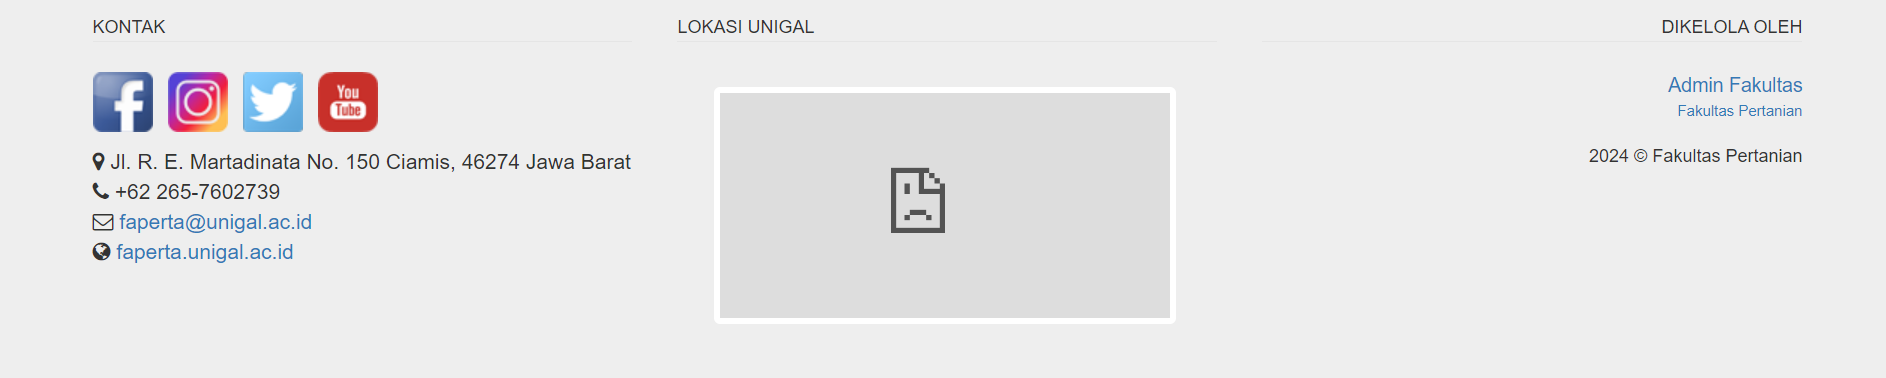 KONTAK
You
Tube
Jl. R. E. Martadinata No. 150 Ciamis, 46274 Jawa Barat
+62 265-7602739
faperta@unigal.ac.id
faperta.unigal.ac.id
LOKASI UNIGAL
DIKELOLA OLEH
Admin Fakultas
Fakultas Pertanian
2024 © Fakultas Pertanian